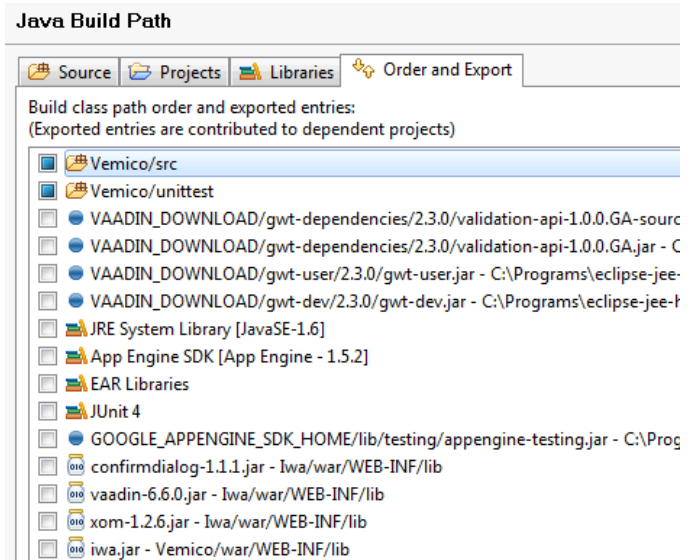 Java Build Path
Source Projects Libraries Order and Export
Build class path order and exported entries:
(Exported entries are contributed to dependent projects)
Vemico/src
Vemico/unittest
VAADIN_DOWNLOAD/gwt-dependencies/2.3.0/validation-api-1.0.0.GA-sourc
VAADIN_DOWNLOAD/gwt-dependencies/2.3.0/validation-api-1.0.0.GA.jar - C
VAADIN_DOWNLOAD/gwt-user/2.3.0/gwt-user.jar - C:\Programs\eclipse-jee-
VAADIN_DOWNLOAD/gwt-dev/2.3.0/gwt-dev.jar - C:\Programs\eclipse-jee-h
JRE System Library [JavaSE-1.6]
App Engine SDK [App Engine - 1.5.2]
EAR Libraries
JUnit 4
GOOGLE_APPENGINE_SDK_HOME/lib/testing/appengine-testing.jar - C:\Prog
confirmdialog-1.1.1.jar - Iwa/war/WEB-INF/lib
vaadin-6.6.0.jar - Iwa/war/WEB-INF/lib
xom-1.2.6.jar - Iwa/war/WEB-INF/lib
iwa.jar - Vemico/war/WEB-INF/lib